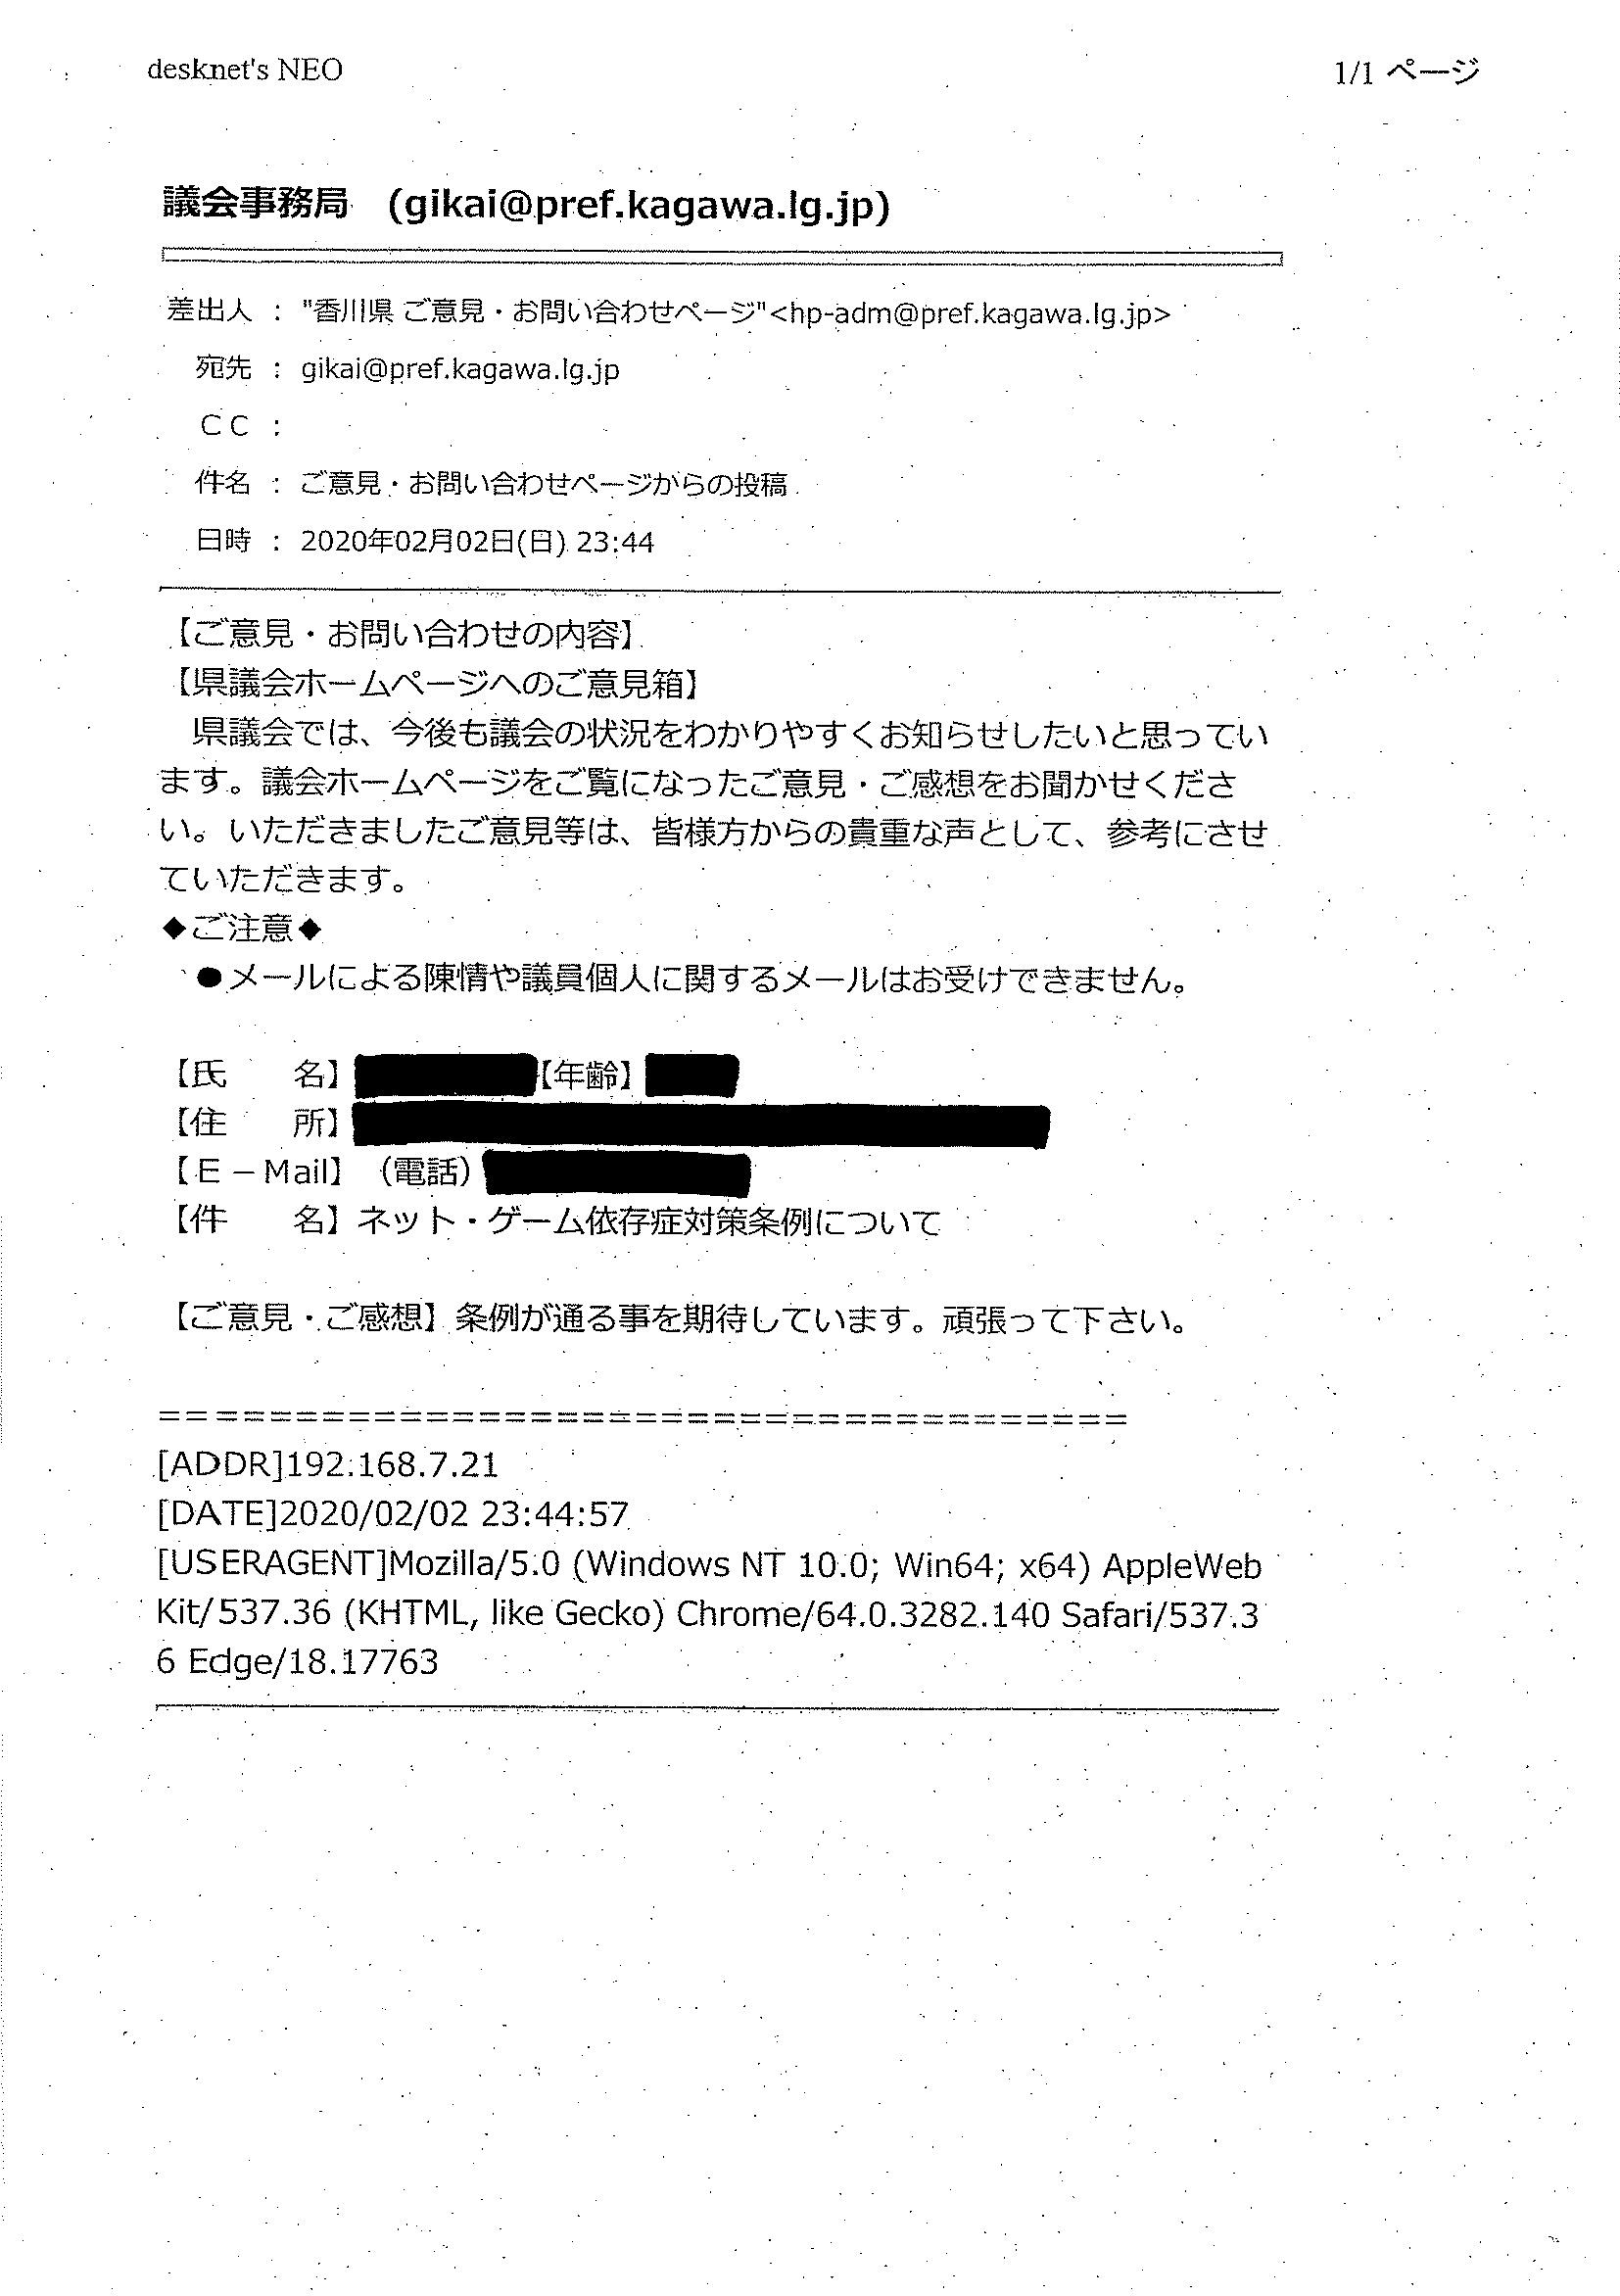 desknet's NEO
1/1 ページ
議会事務局 (gikai@pref.kagawa.lg.jp)
差出人 : "香川県 ご意見・お問い合わせページ"<hp-adm@pref.kagawa.lg.jp>
宛先 : gikai@pref.kagawa.lg.jp
CC :
件名 : ご意見・お問い合わせページからの投稿
日時 : 2020年02月02日(日) 23:44
【ご意見・お問い合わせの内容】
【県議会ホームページへのご意見箱】
県議会では、今後も議会の状況をわかりやすくお知らせしたいと思ってい
ます。議会ホームページをご覧になったご意見・ご感想をお聞かせくださ
い。いただきましたご意見等は、皆様方からの貴重な声として、参考にさせ
ていただきます。
◆ご注意◆
●メールによる陳情や議員個人に関するメールはお受けできません。
【氏　　名】【年齢】
【住　　所】
【E－Mail】（電話）
【件　　名】ネット・ゲーム依存症対策条例について
【ご意見・ご感想】条例が通る事を期待しています。頑張って下さい。
=====================================
[ADDR]192.168.7.21
[DATE]2020/02/02 23:44:57
[USERAGENT]Mozilla/5.0 (Windows NT 10.0; Win64; x64) AppleWeb
Kit/537.36 (KHTML, like Gecko) Chrome/64.0.3282.140 Safari/537.3
6 Edge/18.17763